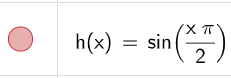 h(x) = sin(x π / 2)